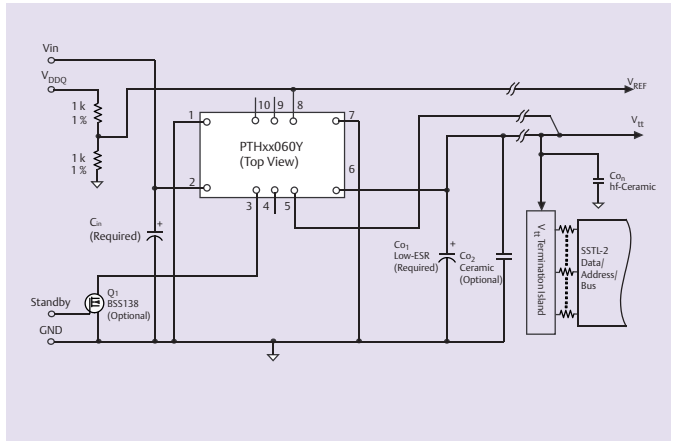 Vin
VDDQ
VREF
1 k
1 %
10 9 8
1
7
Vtt
PTHxx060Y
(Top View)
1 k
1 %
2
6
3 4 5
Con
hf-Ceramic
Cin
(Required)
+
+
Co1
Low-ESR
(Required)
Co2
Ceramic
(Optional)
Vtt Termination Island
SSTL-2
Data/
Address/
Bus
Q1
BSS138
(Optional)
Standby
GND